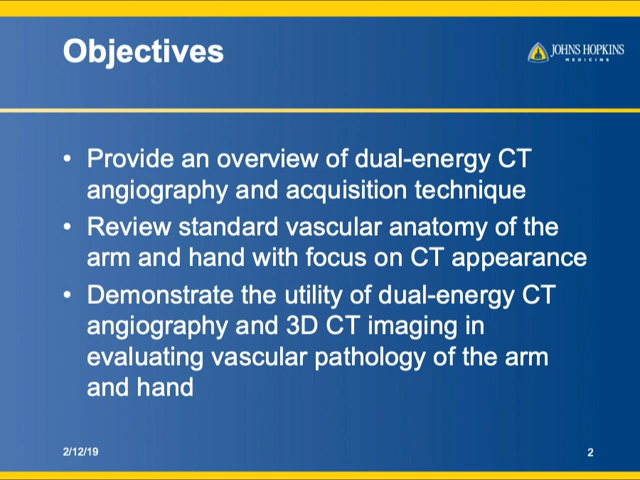 Objectives
JOHNS HOPKINS
MEDICINE
• Provide an overview of dual-energy CT
angiography and acquisition technique
• Review standard vascular anatomy of the
arm and hand with focus on CT appearance
• Demonstrate the utility of dual-energy CT
angiography and 3D CT imaging in
evaluating vascular pathology of the arm
and hand
2/12/19
2